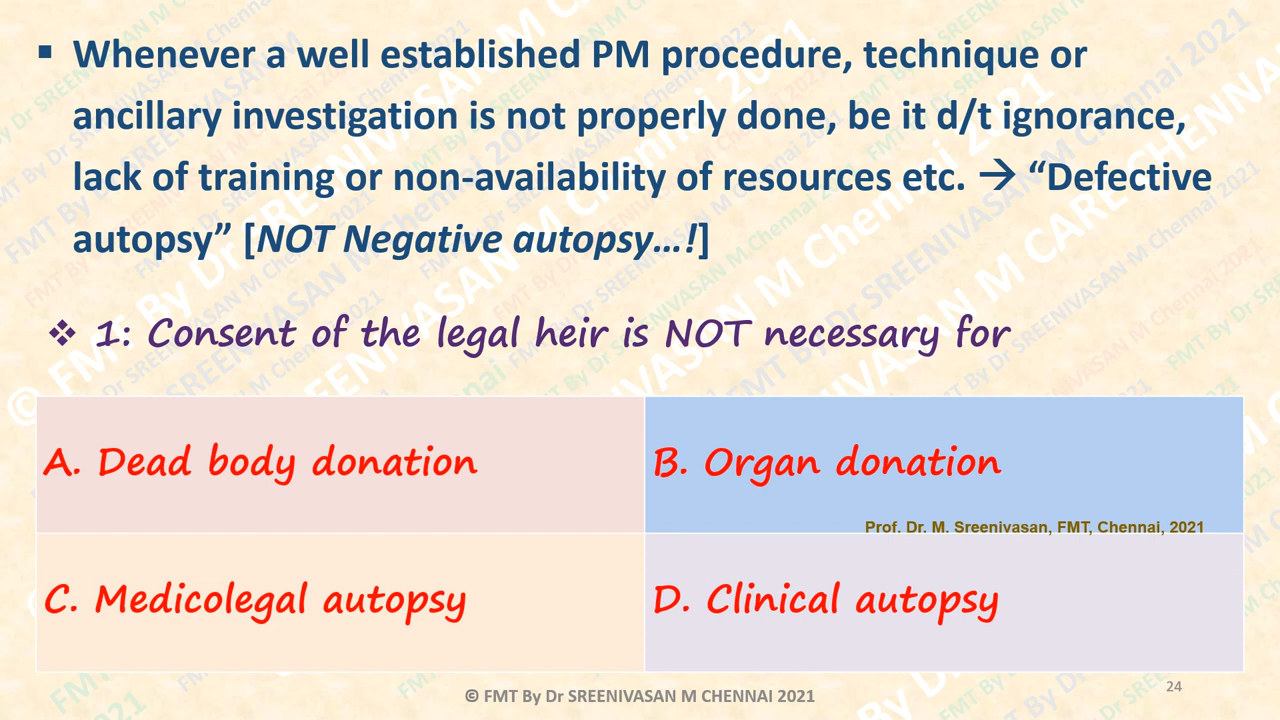 ▪ Whenever a well established PM procedure, technique or
ancillary investigation is not properly done, be it d/t ignorance,
lack of training or non-availability of resources etc. → “Defective
autopsy” [NOT Negative autopsy...!]
❖ 1: Consent of the legal heir is NOT necessary for
A. Dead body donation
B. Organ donation
Prof. Dr. M. Sreenivasan, FMT, Chennai, 2021
C. Medicolegal autopsy
D. Clinical autopsy
© FMT By Dr SREENIVASAN M CHENNAI 2021
24